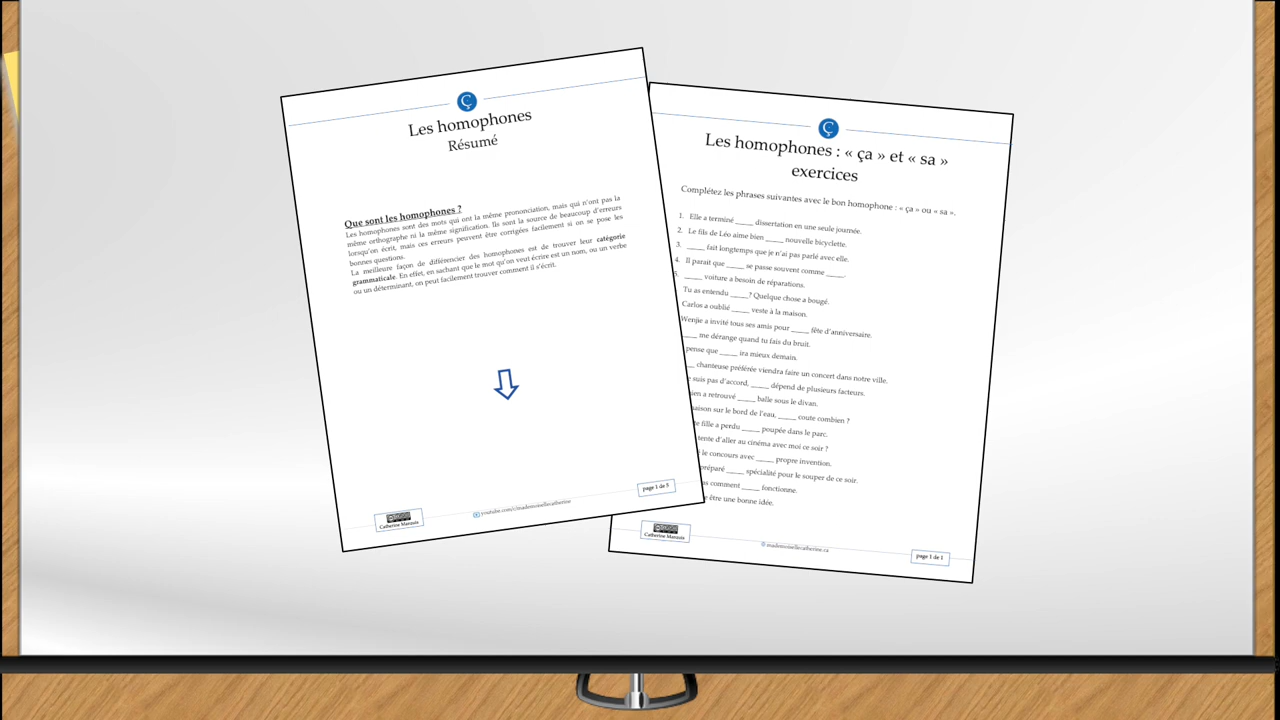 Ç
Les homophones
Résumé
Que sont les homophones ?
Les homophones sont des mots qui ont la même prononciation, mais qui n'ont pas la
même orthographe ni la même signification. Ils sont la source de beaucoup d'erreurs
lorsqu'on écrit, mais ces erreurs peuvent être corrigées facilement si on se pose les
bonnes questions.
La meilleure façon de différencier des homophones est de trouver leur catégorie
grammaticale. En effet, en sachant que le mot qu'on veut écrire est un nom, ou un verbe
ou un déterminant, on peut facilement trouver comment il s'écrit.
Catherine Manzois
youtube.com/c/mademoisellecatherine
page 1 de 5
Ç
Les homophones : « ça » et « sa »
exercices
Complétez les phrases suivantes avec le bon homophone : « ça » ou « sa ».
1. Elle a terminé _____ dissertation en une seule journée.
2. Le fils de Léo aime bien _____ nouvelle bicyclette.
3. _____ fait longtemps que je n'ai pas parlé avec elle.
4. Il parait que _____ se passe souvent comme _____.
5. _____ voiture a besoin de réparations.
Tu as entendu _____? Quelque chose a bougé.
Carlos a oublié _____ veste à la maison.
Wenjie a invité tous ses amis pour _____ fête d'anniversaire.
____ me dérange quand tu fais du bruit.
pense que _____ ira mieux demain.
__ chanteuse préférée viendra faire un concert dans notre ville.
suis pas d'accord, _____ dépend de plusieurs facteurs.
a retrouvé _____ balle sous le divan.
sur le bord de l'eau, _____ coute combien ?
fille a perdu _____ poupée dans le parc.
tente d'aller au cinéma avec moi ce soir ?
le concours avec _____ propre invention.
_____ spécialité pour le souper de ce soir.
comment _____ fonctionne.
être une bonne idée.
Catherine Manzois
mademoisellecatherine.ca
page 1 de 1